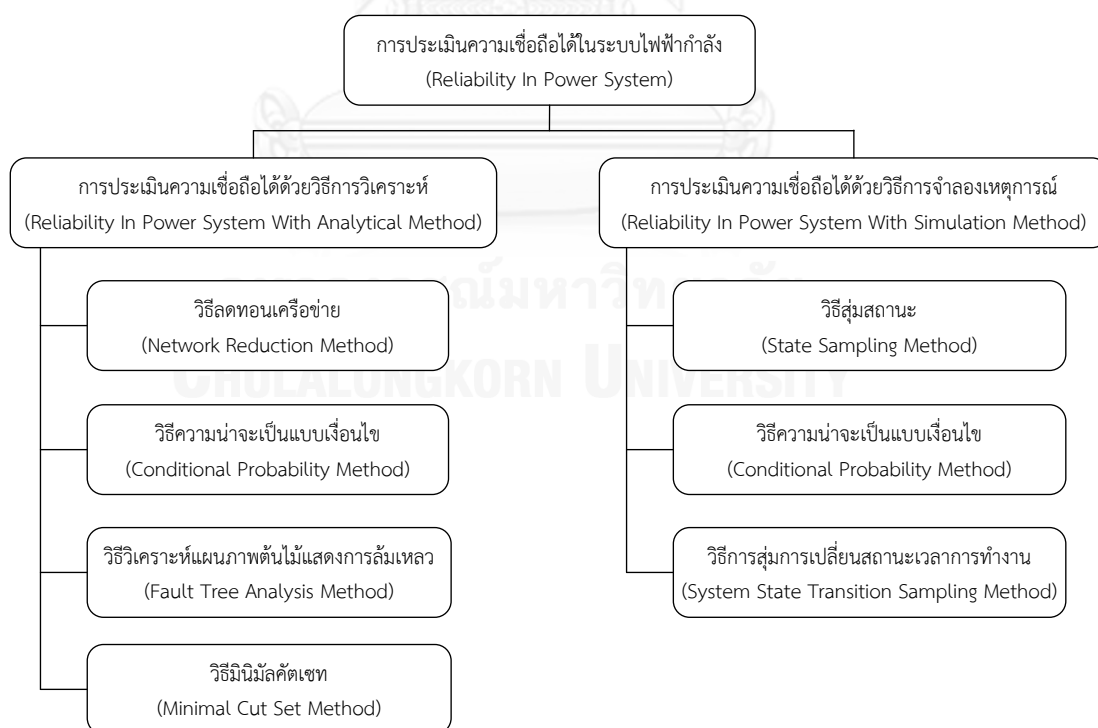 การประเมินความเชื่อถือได้ในระบบไฟฟ้ากำลัง
(Reliability In Power System)
การประเมินความเชื่อถือได้ด้วยวิธีการวิเคราะห์
(Reliability In Power System With Analytical Method)
วิธีลดทอนเครือข่าย
(Network Reduction Method)
วิธีความน่าจะเป็นแบบเงื่อนไข
(Conditional Probability Method)
วิธีวิเคราะห์แผนภาพต้นไม้แสดงการล้มเหลว
(Fault Tree Analysis Method)
วิธีมินิมัลคัตเซท
(Minimal Cut Set Method)
การประเมินความเชื่อถือได้ด้วยวิธีการจำลองเหตุการณ์
(Reliability In Power System With Simulation Method)
วิธีสุ่มสถานะ
(State Sampling Method)
วิธีความน่าจะเป็นแบบเงื่อนไข
(Conditional Probability Method)
วิธีการสุ่มการเปลี่ยนสถานะเวลาการทำงาน
(System State Transition Sampling Method)
CHULALONGKORN UNIVERSITY